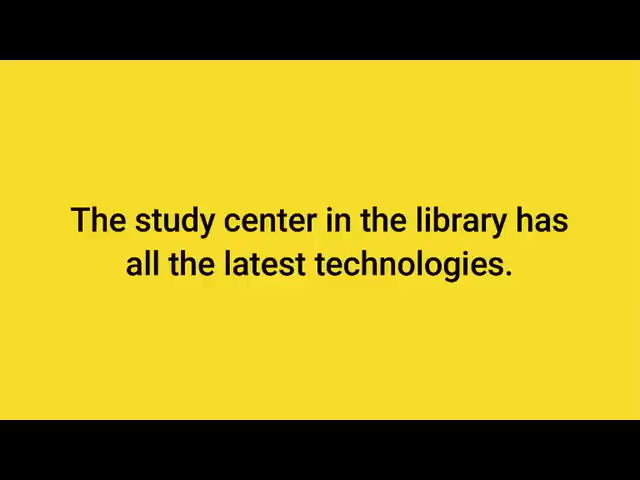 The study center in the library has
all the latest technologies.